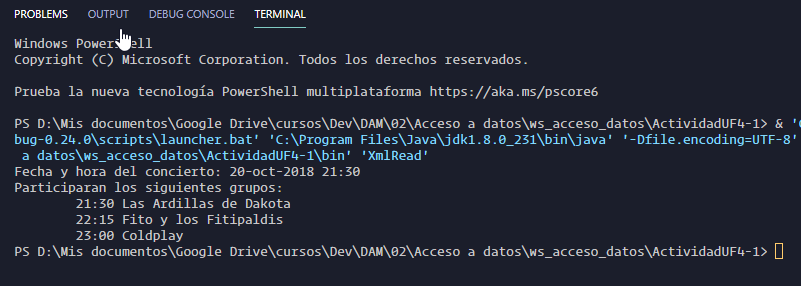 PROBLEMS OUTPUT DEBUG CONSOLE TERMINAL
Windows PowerShell
Copyright (C) Microsoft Corporation. Todos los derechos reservados.
Prueba la nueva tecnología PowerShell multiplataforma https://aka.ms/pscore6
PS D:\Mis documentos\Google Drive\cursos\Dev\DAM\02\Acceso a datos\ws_acceso_datos\ActividadUF4-1> & '
bug-0.24.0\scripts\launcher.bat' 'C:\Program Files\Java\jdk1.8.0_231\bin\java' '-Dfile.encoding=UTF-8'
a datos\ws_acceso_datos\ActividadUF4-1\bin' 'XmlRead'
Fecha y hora del concierto: 20-oct-2018 21:30
Participaran los siguientes grupos:
21:30 Las Ardillas de Dakota
22:15 Fito y los Fitipaldis
23:00 Coldplay
PS D:\Mis documentos\Google Drive\cursos\Dev\DAM\02\Acceso a datos\ws_acceso_datos\ActividadUF4-1>